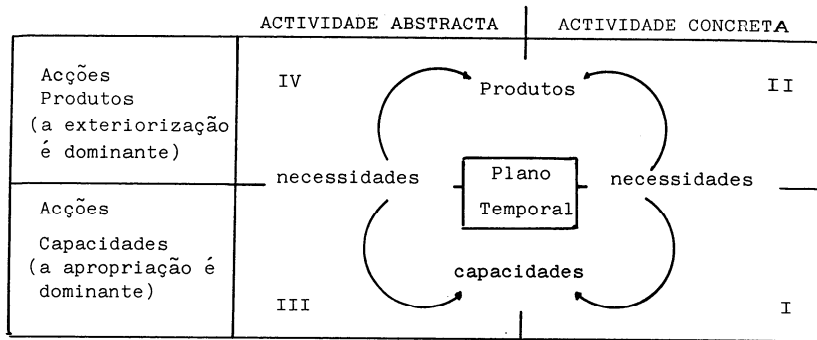 ACTIVIDADE ABSTRACTA
ACTIVIDADE CONCRETA
Acções
Produtos
(a exteriorização
é dominante)
IV
Produtos
II
necessidades
Plano
Temporal
necessidades
Acções
Capacidades
(a apropriação é
dominante)
capacidades
III
I